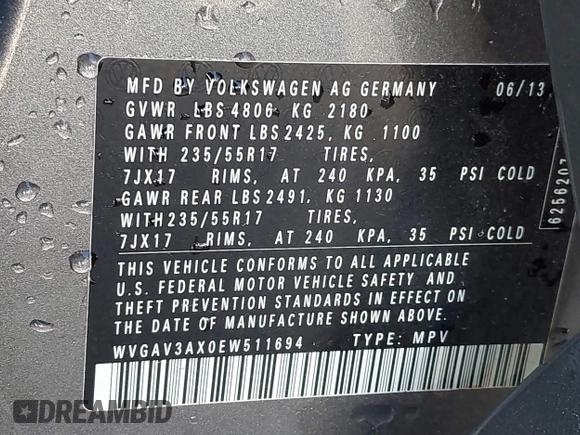 MFD BY VOLKSWAGEN AG GERMANY 06/13
GVWR LBS 4806 KG 2180
GAWR FRONT LBS 2425, KG 1100
WITH 235/55R17 TIRES,
7JX17 RIMS, AT 240 KPA, 35 PSI COLD
GAWR REAR LBS 2491, KG 1130
WITH 235/55R17 TIRES,
7JX17 RIMS, AT 240 KPA, 35 PSI COLD
THIS VEHICLE CONFORMS TO ALL APPLICABLE
U.S. FEDERAL MOTOR VEHICLE SAFETY AND
THEFT PREVENTION STANDARDS IN EFFECT ON
THE DATE OF MANUFACTURE SHOWN ABOVE.
WVGAV3AX0EW511694 TYPE: MPV
6256207
DREAMBID